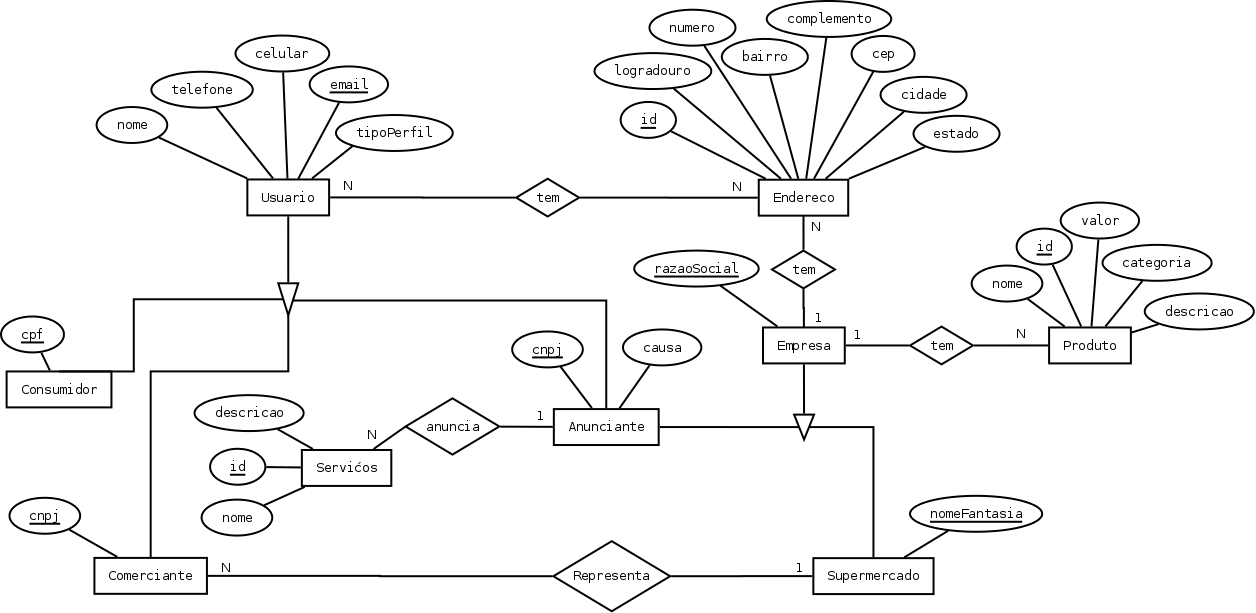 complemento
numero
celular
bairro
cep
logradouro
email
telefone
cidade
id
nome
tipoPerfil
estado
N
N
Usuario
tem
Endereco
N
valor
id
categoria
razaoSocial
tem
nome
descricao
1
cpf
1
N
Empresa
tem
Produto
cnpj
causa
Consumidor
descricao
1
anuncia
Anunciante
N
id
Servićos
nome
cnpj
nomeFantasia
N
1
Comerciante
Representa
Supermercado